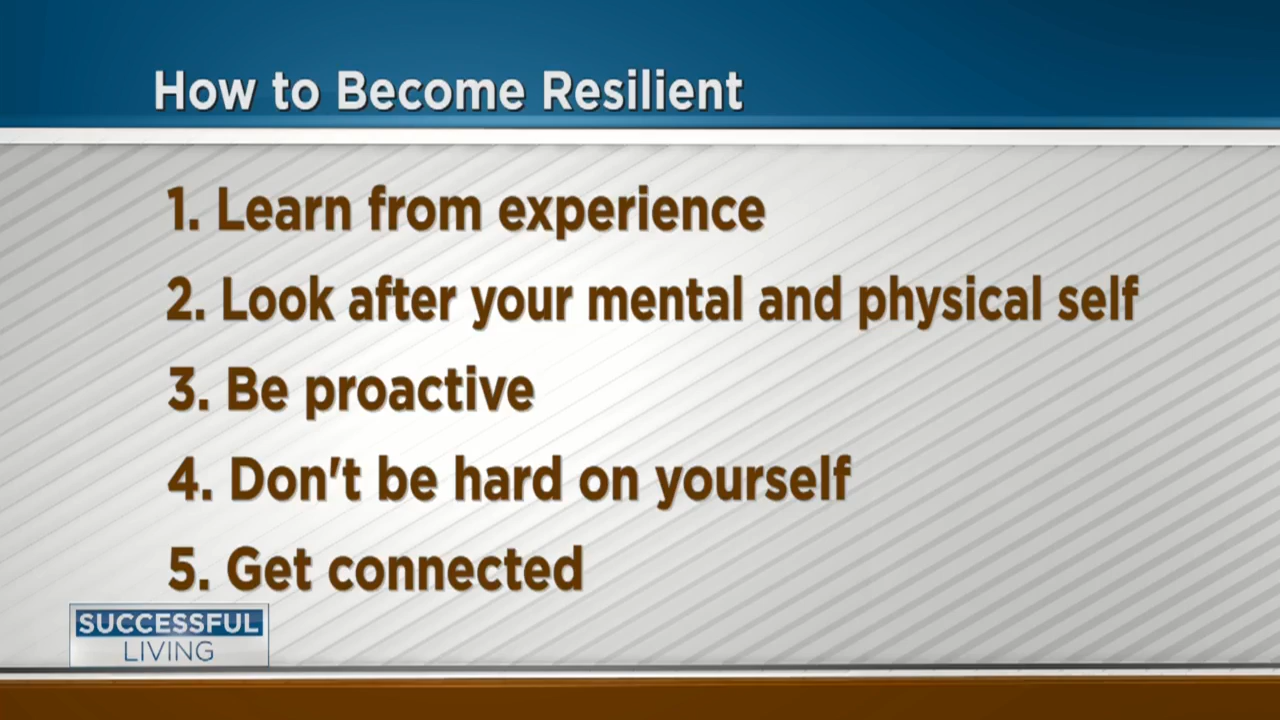 How to Become Resilient
1. Learn from experience
2. Look after your mental and physical self
3. Be proactive
4. Don't be hard on yourself
5. Get connected
SUCCESSFUL
LIVING